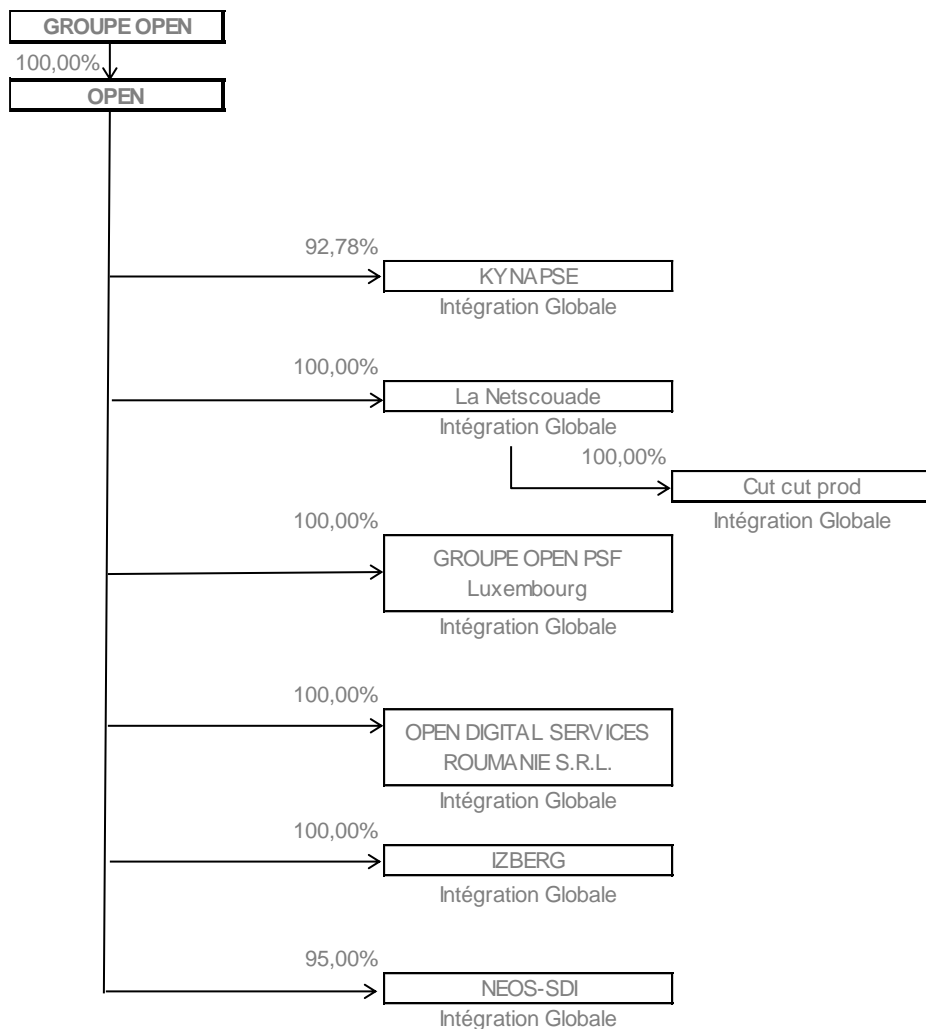 GROUPE OPEN
100,00%
OPEN
92,78%
KYNAPSE
Intégration Globale
100,00%
La Netscouade
Intégration Globale
100,00%
Cut cut prod
Intégration Globale
100,00%
GROUPE OPEN PSF
Luxembourg
Intégration Globale
100,00%
OPEN DIGITAL SERVICES
ROUMANIE S.R.L.
Intégration Globale
100,00%
IZBERG
Intégration Globale
95,00%
NEOS-SDI
Intégration Globale